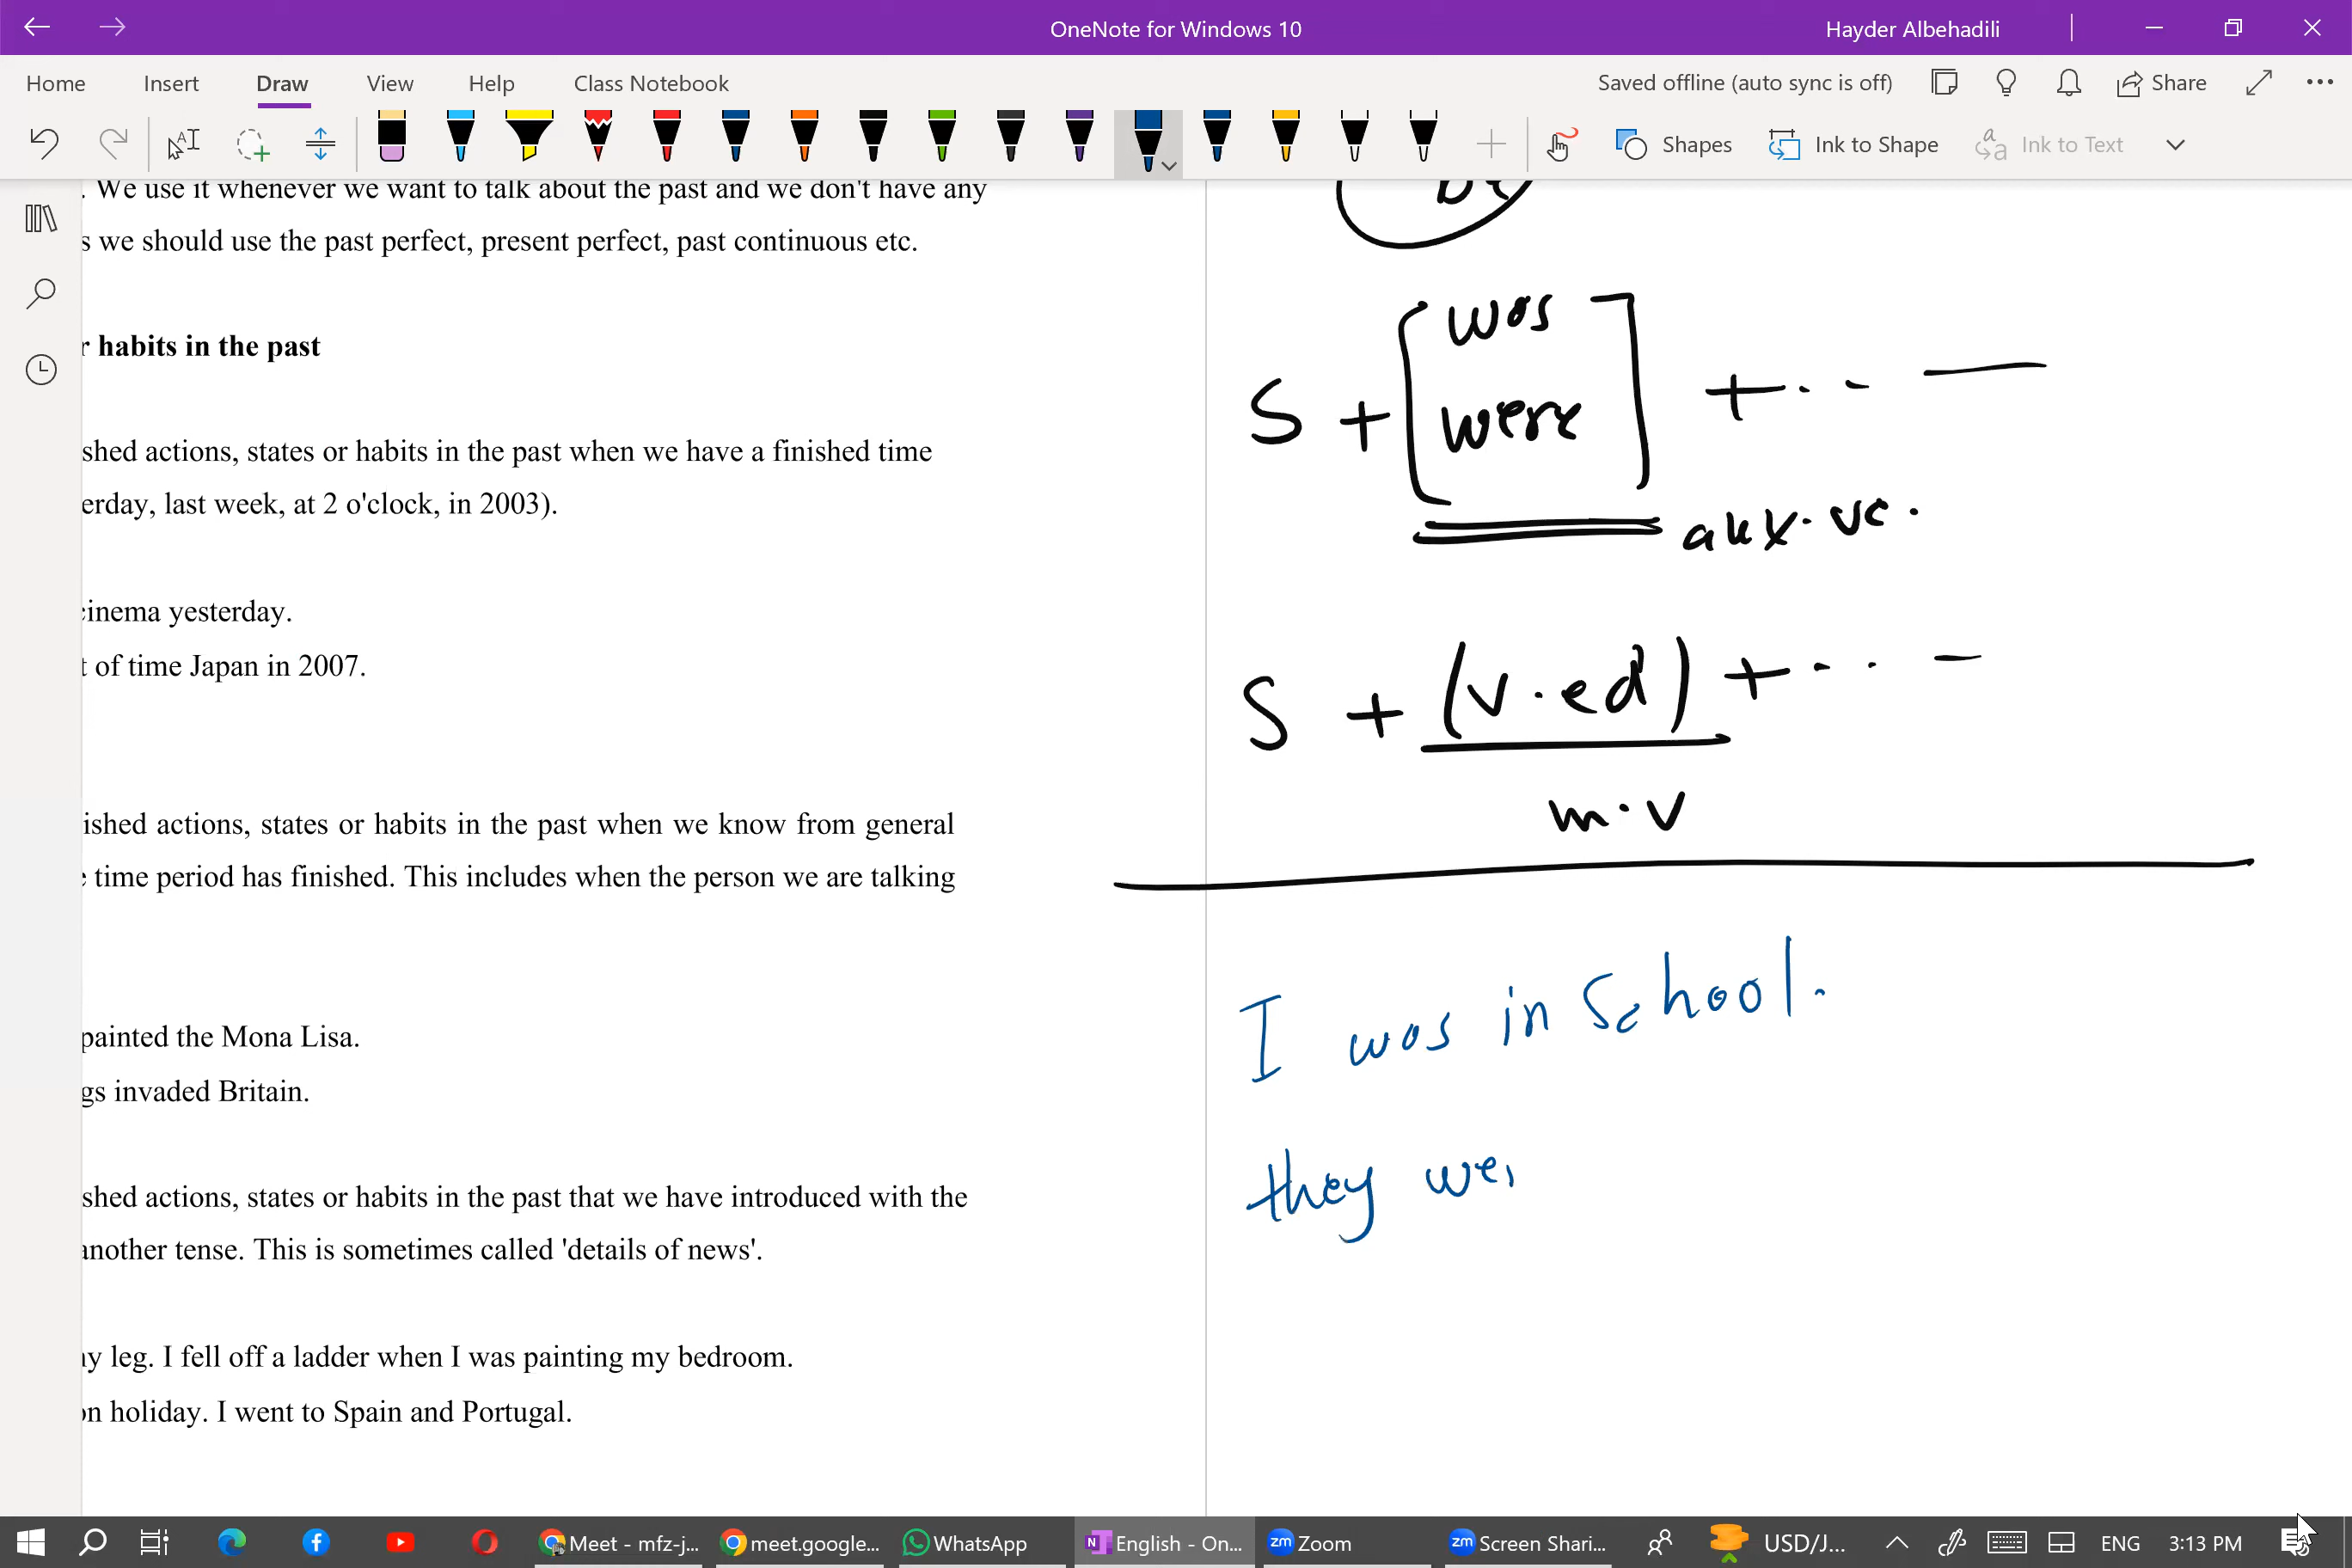 OneNote for Windows 10
Hayder Albehadili
Home Insert Draw View Help Class Notebook
Saved offline (auto sync is off) Share
Shapes Ink to Shape Ink to Text
. We use it whenever we want to talk about the past and we don't have any
s we should use the past perfect, present perfect, past continuous etc.
r habits in the past
shed actions, states or habits in the past when we have a finished time
erday, last week, at 2 o'clock, in 2003).
cinema yesterday.
t of time Japan in 2007.
ished actions, states or habits in the past when we know from general
e time period has finished. This includes when the person we are talking
painted the Mona Lisa.
gs invaded Britain.
shed actions, states or habits in the past that we have introduced with the
another tense. This is sometimes called 'details of news'.
ny leg. I fell off a ladder when I was painting my bedroom.
on holiday. I went to Spain and Portugal.
be
was
S + [ were ] + . . - —
aux. ve.
S + (v.ed) + . . . -
m.v
I was in School.
they we
Meet - mfz-j... meet.google... WhatsApp English - On... Zoom Screen Shari... USD/J... ENG 3:13 PM